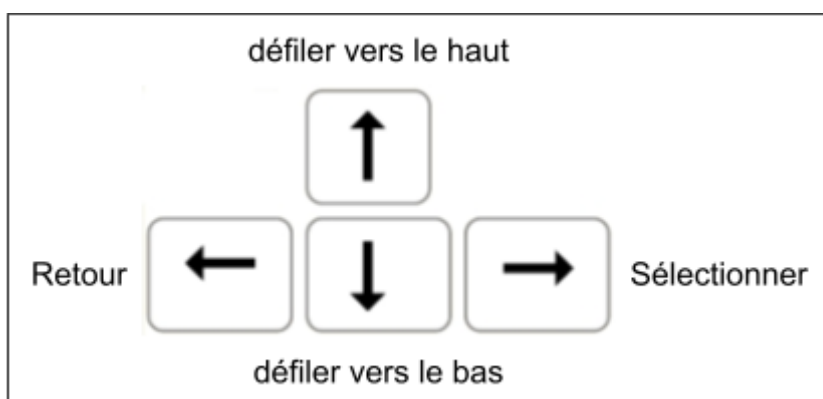 défiler vers le haut
Retour
Sélectionner
défiler vers le bas